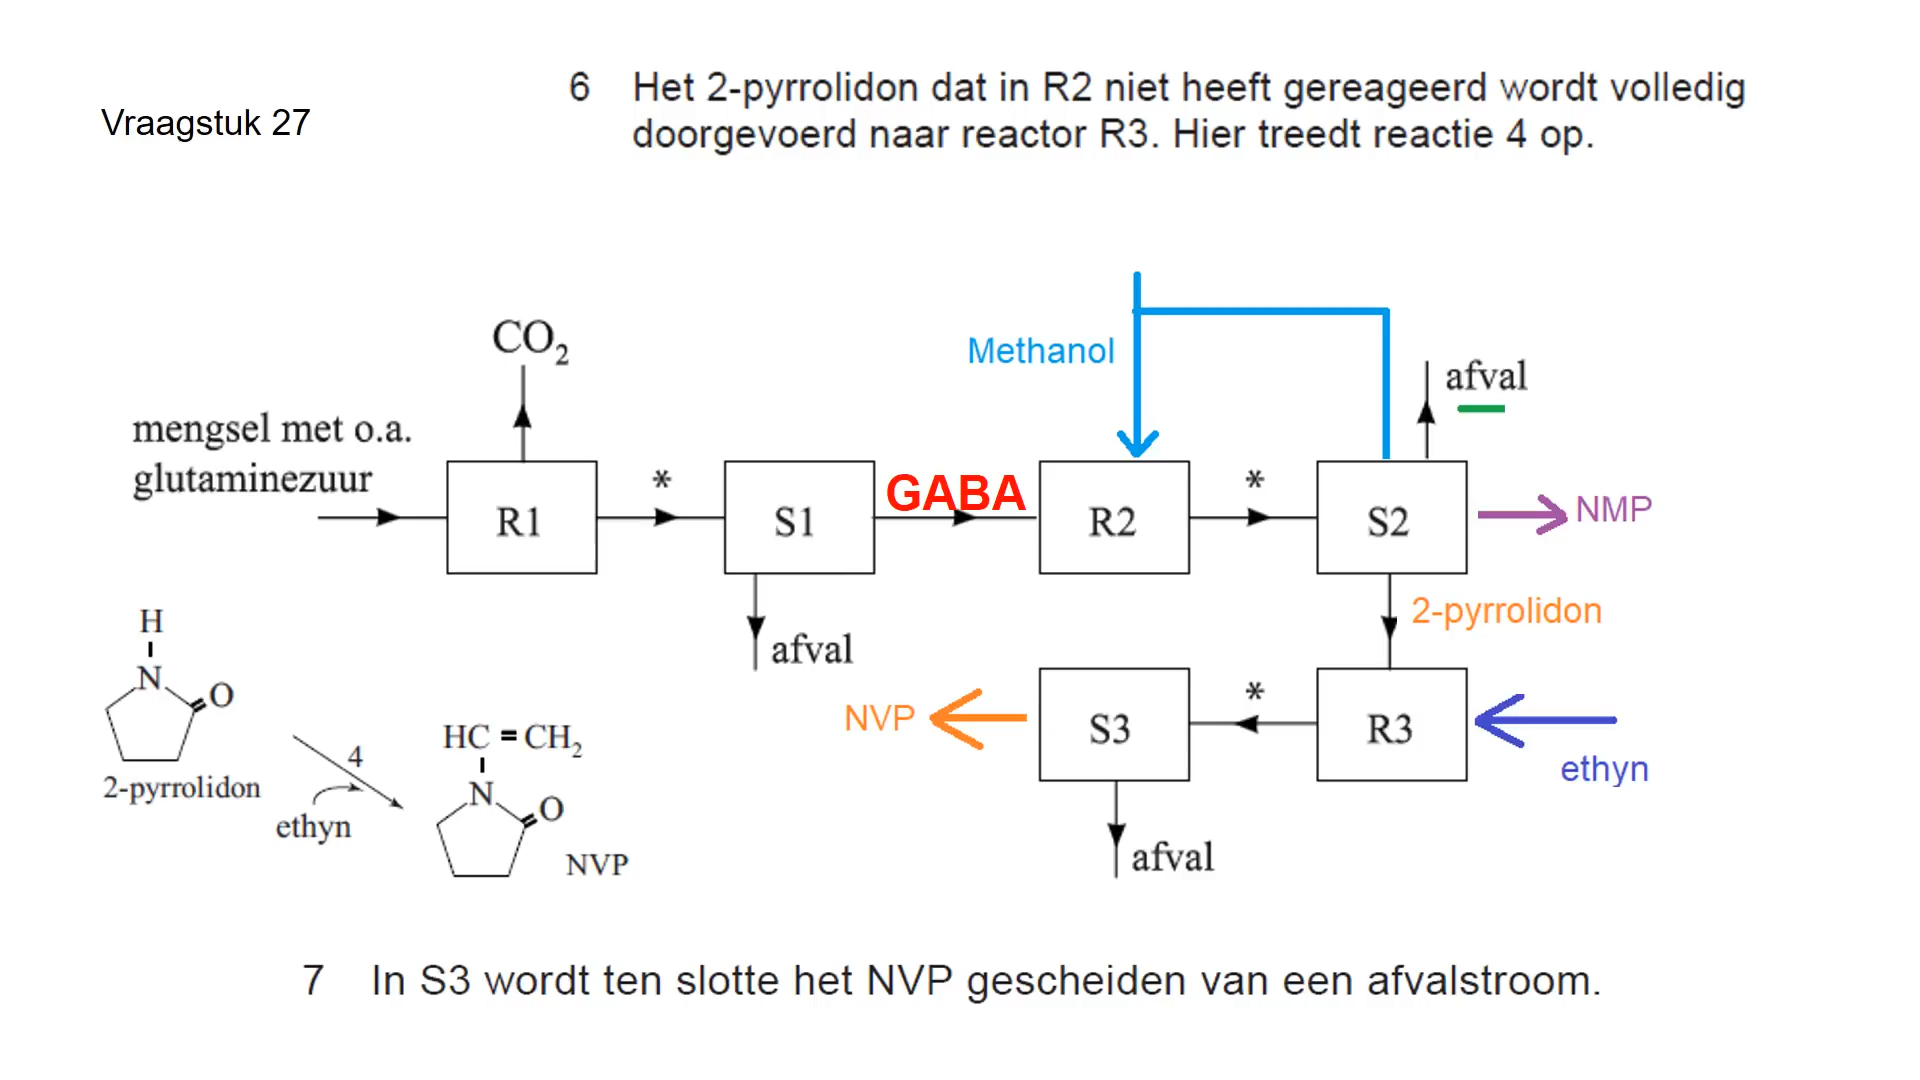 Vraagstuk 27
6 Het 2-pyrrolidon dat in R2 niet heeft gereageerd wordt volledig
doorgevoerd naar reactor R3. Hier treedt reactie 4 op.
CO2
Methanol
afval
mengsel met o.a.
glutaminezuur
R1
*
S1
GABA
R2
*
S2
NMP
afval
2-pyrrolidon
NVP
S3
*
R3
ethyn
afval
H
N
O
2-pyrrolidon
4
ethyn
HC = CH2
N
O
NVP
7 In S3 wordt ten slotte het NVP gescheiden van een afvalstroom.